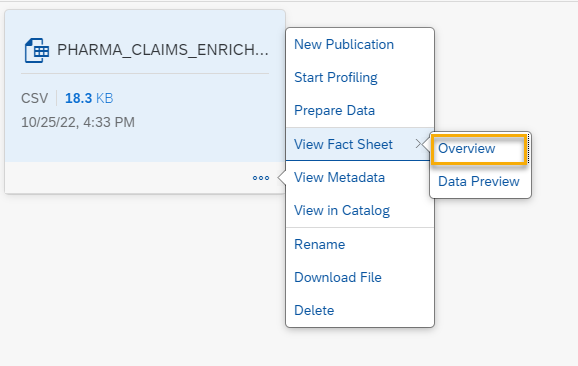 PHARMA_CLAIMS_ENRICH...
CSV 18.3 KB
10/25/22, 4:33 PM
New Publication
Start Profiling
Prepare Data
View Fact Sheet
View Metadata
View in Catalog
Rename
Download File
Delete
Overview
Data Preview